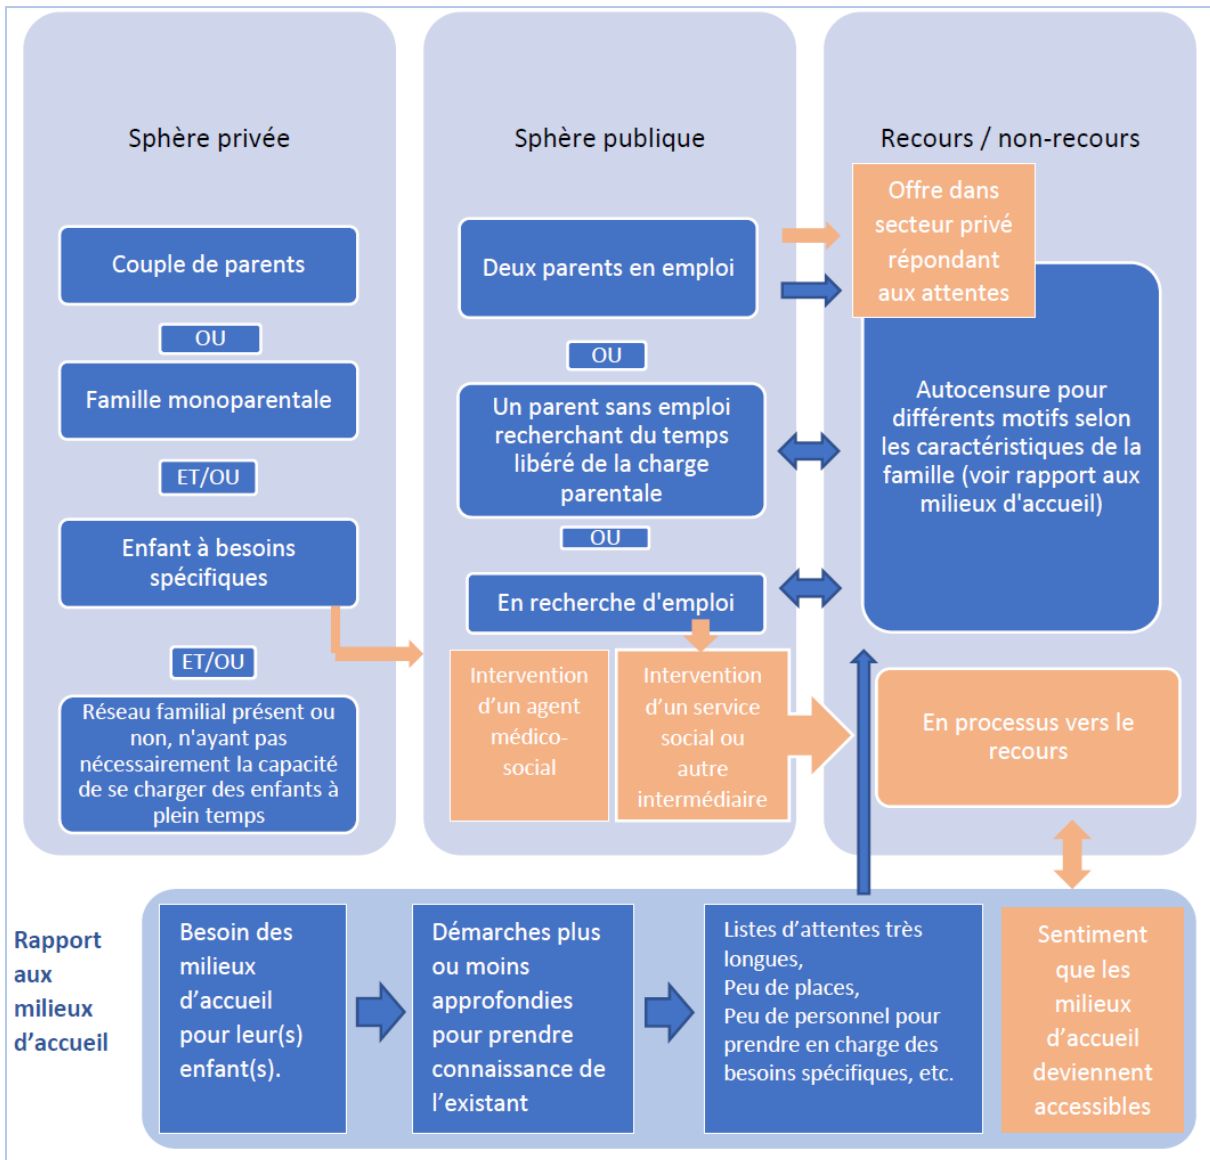 Sphère privée
Couple de parents
OU
Famille monoparentale
ET/OU
Enfant à besoins
spécifiques
ET/OU
Réseau familial présent ou
non, n'ayant pas
nécessairement la capacité
de se charger des enfants à
plein temps
Sphère publique
Deux parents en emploi
OU
Un parent sans emploi
recherchant du temps
libéré de la charge
parentale
OU
En recherche d'emploi
Intervention
d’un agent
médico-
social
Intervention
d’un service
social ou
autre
intermédiaire
Recours / non-recours
Offre dans
secteur privé
répondant
aux attentes
Autocensure pour
différents motifs selon
les caractéristiques de la
famille (voir rapport aux
milieux d'accueil)
En processus vers le
recours
Rapport
aux
milieux
d’accueil
Besoin des
milieux
d’accueil
pour leur(s)
enfant(s).
Démarches plus
ou moins
approfondies
pour prendre
connaissance de
l’existant
Listes d’attentes très
longues,
Peu de places,
Peu de personnel pour
prendre en charge des
besoins spécifiques, etc.
Sentiment
que les
milieux
d’accueil
deviennent
accessibles